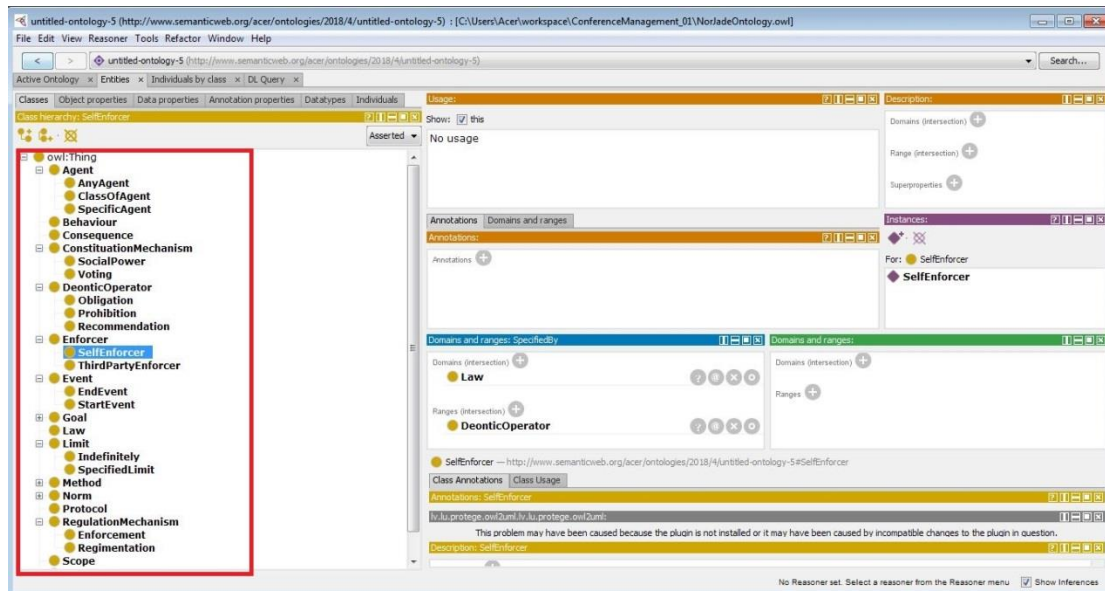 untitled-ontology-5 (http://www.semanticweb.org/acer/ontologies/2018/4/untitled-ontology-5) : [C:\Users\Acer\workspace\ConferenceManagement_01\NorJadeOntology.owl]
File Edit View Reasoner Tools Refactor Window Help
< > untitled-ontology-5 (http://www.semanticweb.org/acer/ontologies/2018/4/untitled-ontology-5) Search...
Active Ontology × Entities × Individuals by class × DL Query ×
Classes Object properties Data properties Annotation properties Datatypes Individuals
Class hierarchy: SelfEnforcer
Asserted
owl:Thing
Agent
AnyAgent
ClassOfAgent
SpecificAgent
Behaviour
Consequence
ConstituationMechanism
SocialPower
Voting
DeonticOperator
Obligation
Prohibition
Recommendation
Enforcer
SelfEnforcer
ThirdPartyEnforcer
Event
EndEvent
StartEvent
Goal
Law
Limit
Indefinitely
SpecifiedLimit
Method
Norm
Protocol
RegulationMechanism
Enforcement
Regimentation
Scope
Usage:
Show: this
No usage
Annotations Domains and ranges
Annotations:
Annotations
Domains and ranges: SpecifiedBy
Domains (intersection)
Law
Ranges (intersection)
DeonticOperator
Description:
Domains (intersection)
Range (intersection)
Superproperties
Instances:
For: SelfEnforcer
SelfEnforcer
Domains and ranges:
Domains (intersection)
Ranges
SelfEnforcer — http://www.semanticweb.org/acer/ontologies/2018/4/untitled-ontology-5#SelfEnforcer
Class Annotations Class Usage
Annotations: SelfEnforcer
lv.lu.protege.owl2uml.lv.lu.protege.owl2uml:
This problem may have been caused because the plugin is not installed or it may have been caused by incompatible changes to the plugin in question.
Description: SelfEnforcer
No Reasoner set. Select a reasoner from the Reasoner menu Show Inferences